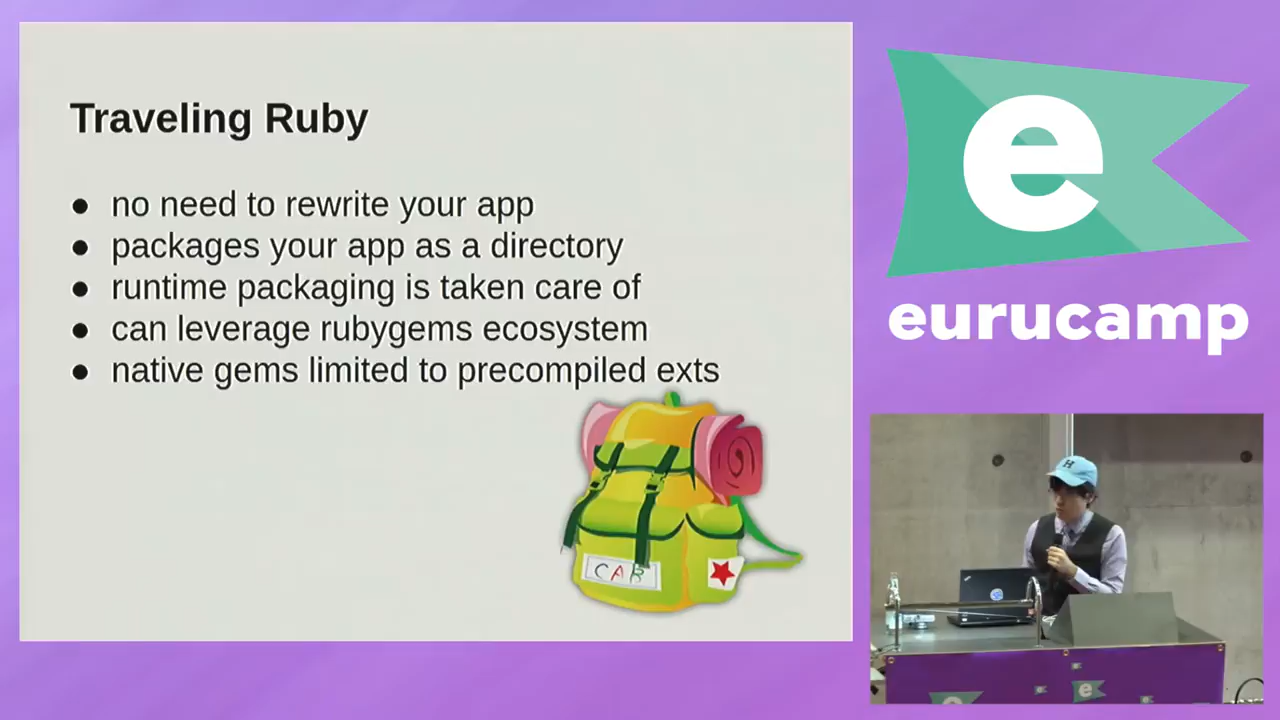 Traveling Ruby
● no need to rewrite your app
● packages your app as a directory
● runtime packaging is taken care of
● can leverage rubygems ecosystem
● native gems limited to precompiled exts
CAR
e
eurucamp
H
e